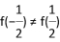 f(-1/2) ≠ f(1/2)